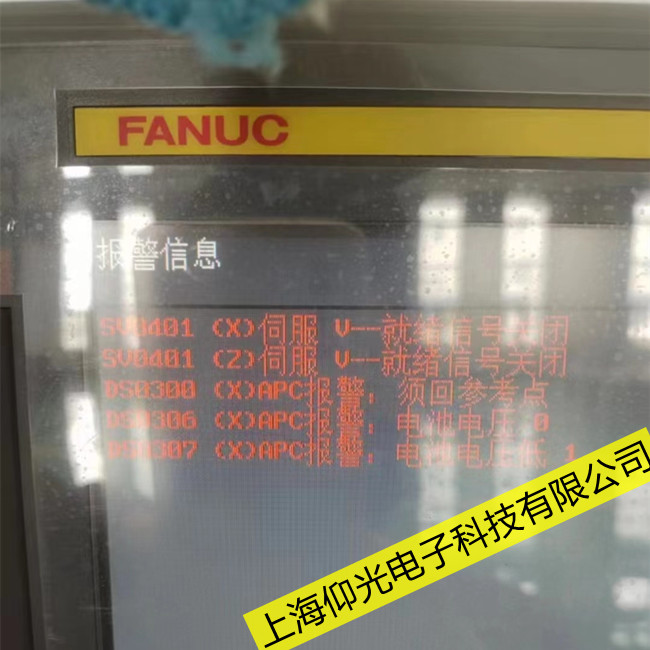 FANUC
报警信息
SV0401 (X)伺服 V--就绪信号关闭
SV0401 (Z)伺服 V--就绪信号关闭
DS0300 (X)APC报警: 须回参考点
DS0306 (X)APC报警: 电池电压 0
DS0307 (X)APC报警: 电池电压低 1
上海仰光电子科技有限公司